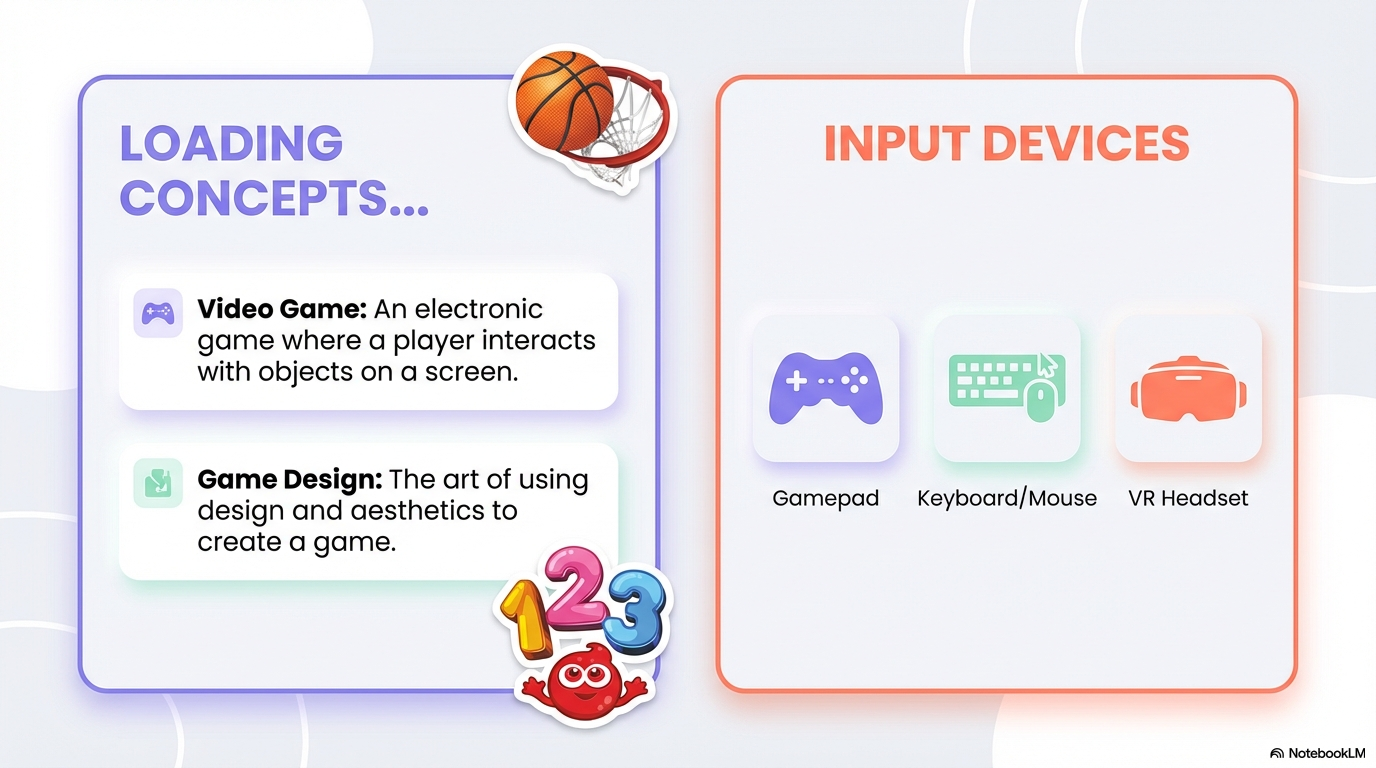 LOADING
CONCEPTS...
Video Game: An electronic
game where a player interacts
with objects on a screen.
Game Design: The art of using
design and aesthetics to
create a game.
123
INPUT DEVICES
Gamepad
Keyboard/Mouse
VR Headset
NotebookLM